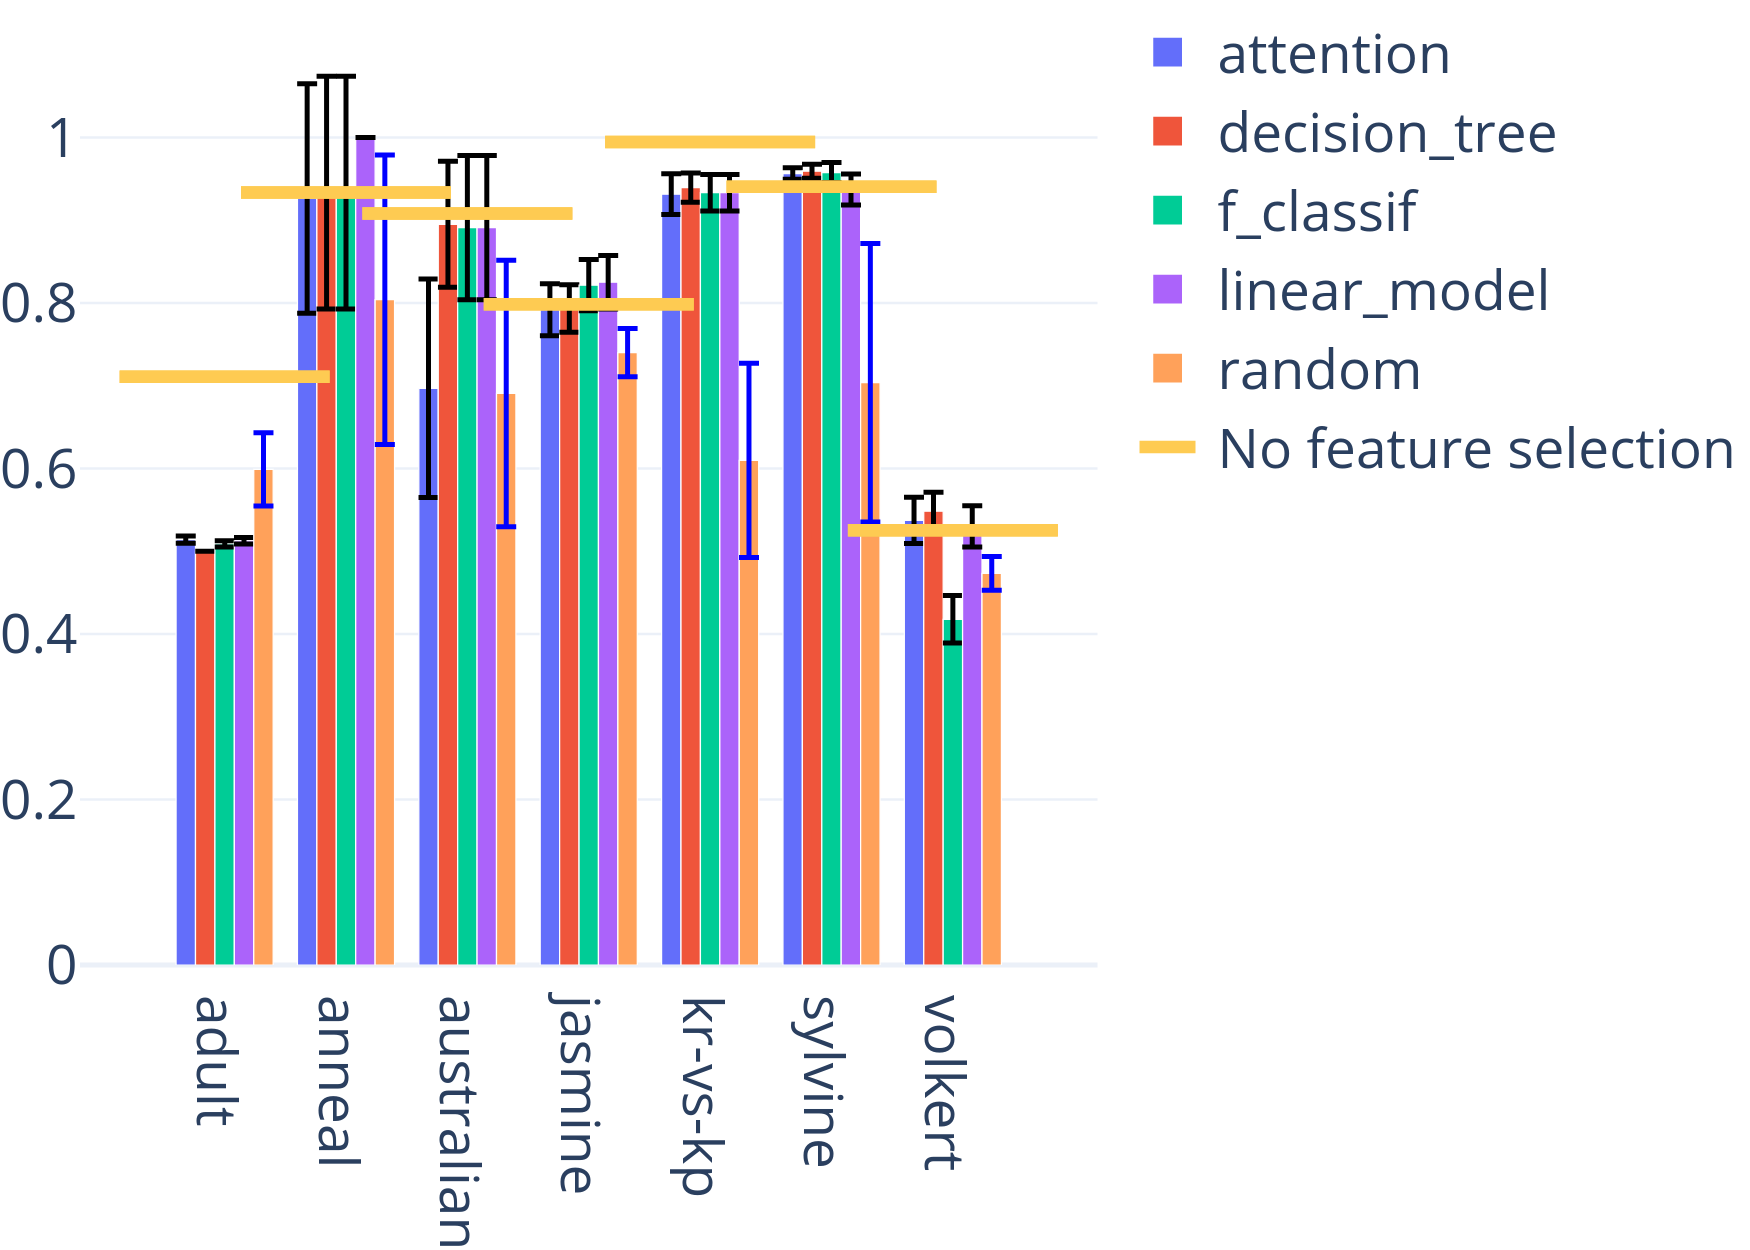 attention
decision_tree
f_classif
linear_model
random
No feature selection
1
0.8
0.6
0.4
0.2
0
adult
anneal
australian
jasmine
kr-vs-kp
sylvine
volkert